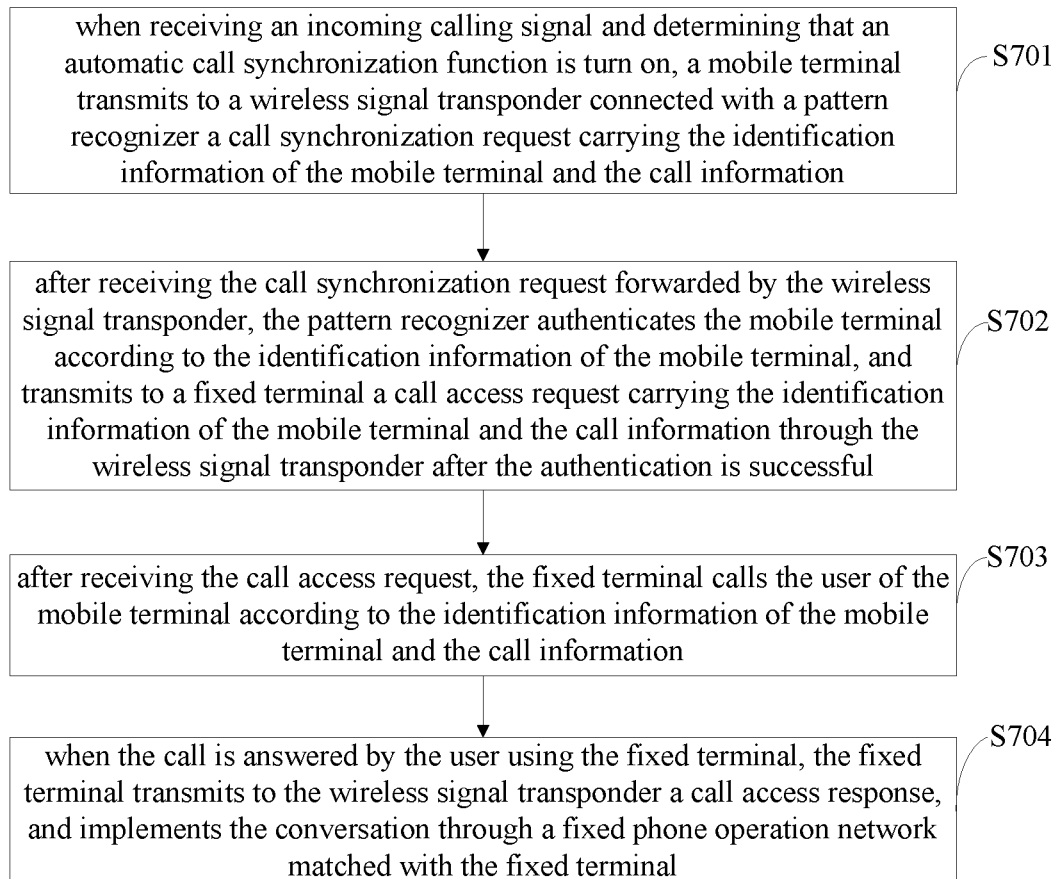 when receiving an incoming calling signal and determining that an
automatic call synchronization function is turn on, a mobile terminal
transmits to a wireless signal transponder connected with a pattern
recognizer a call synchronization request carrying the identification
information of the mobile terminal and the call information
S701
after receiving the call synchronization request forwarded by the wireless
signal transponder, the pattern recognizer authenticates the mobile terminal
according to the identification information of the mobile terminal, and
transmits to a fixed terminal a call access request carrying the identification
information of the mobile terminal and the call information through the
wireless signal transponder after the authentication is successful
S702
after receiving the call access request, the fixed terminal calls the user of the
mobile terminal according to the identification information of the mobile
terminal and the call information
S703
when the call is answered by the user using the fixed terminal, the fixed
terminal transmits to the wireless signal transponder a call access response,
and implements the conversation through a fixed phone operation network
matched with the fixed terminal
S704